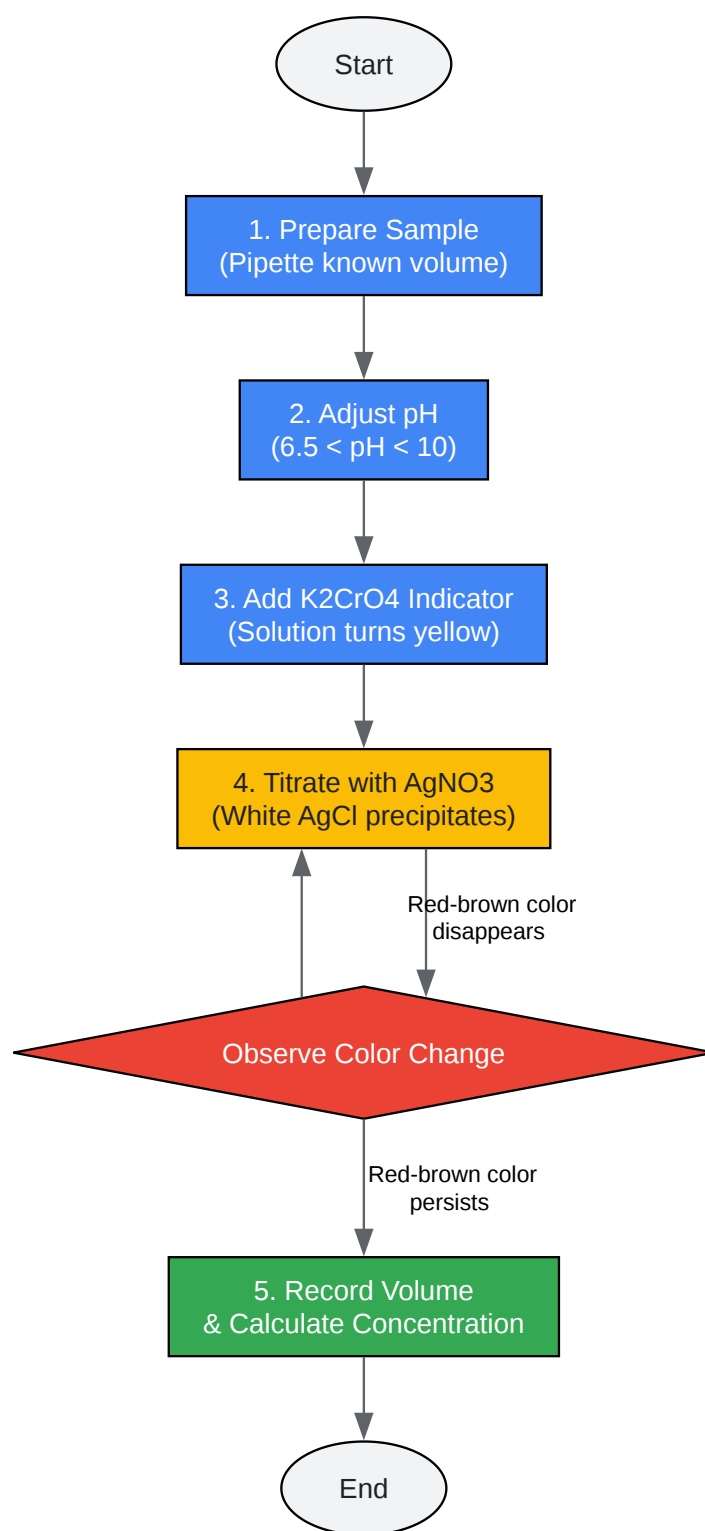 Start
1. Prepare Sample
(Pipette known volume)
2. Adjust pH
(6.5 < pH < 10)
3. Add K2CrO4 Indicator
(Solution turns yellow)
4. Titrate with AgNO3
(White AgCl precipitates)
Red-brown color
disappears
Observe Color Change
Red-brown color
persists
5. Record Volume
& Calculate Concentration
End